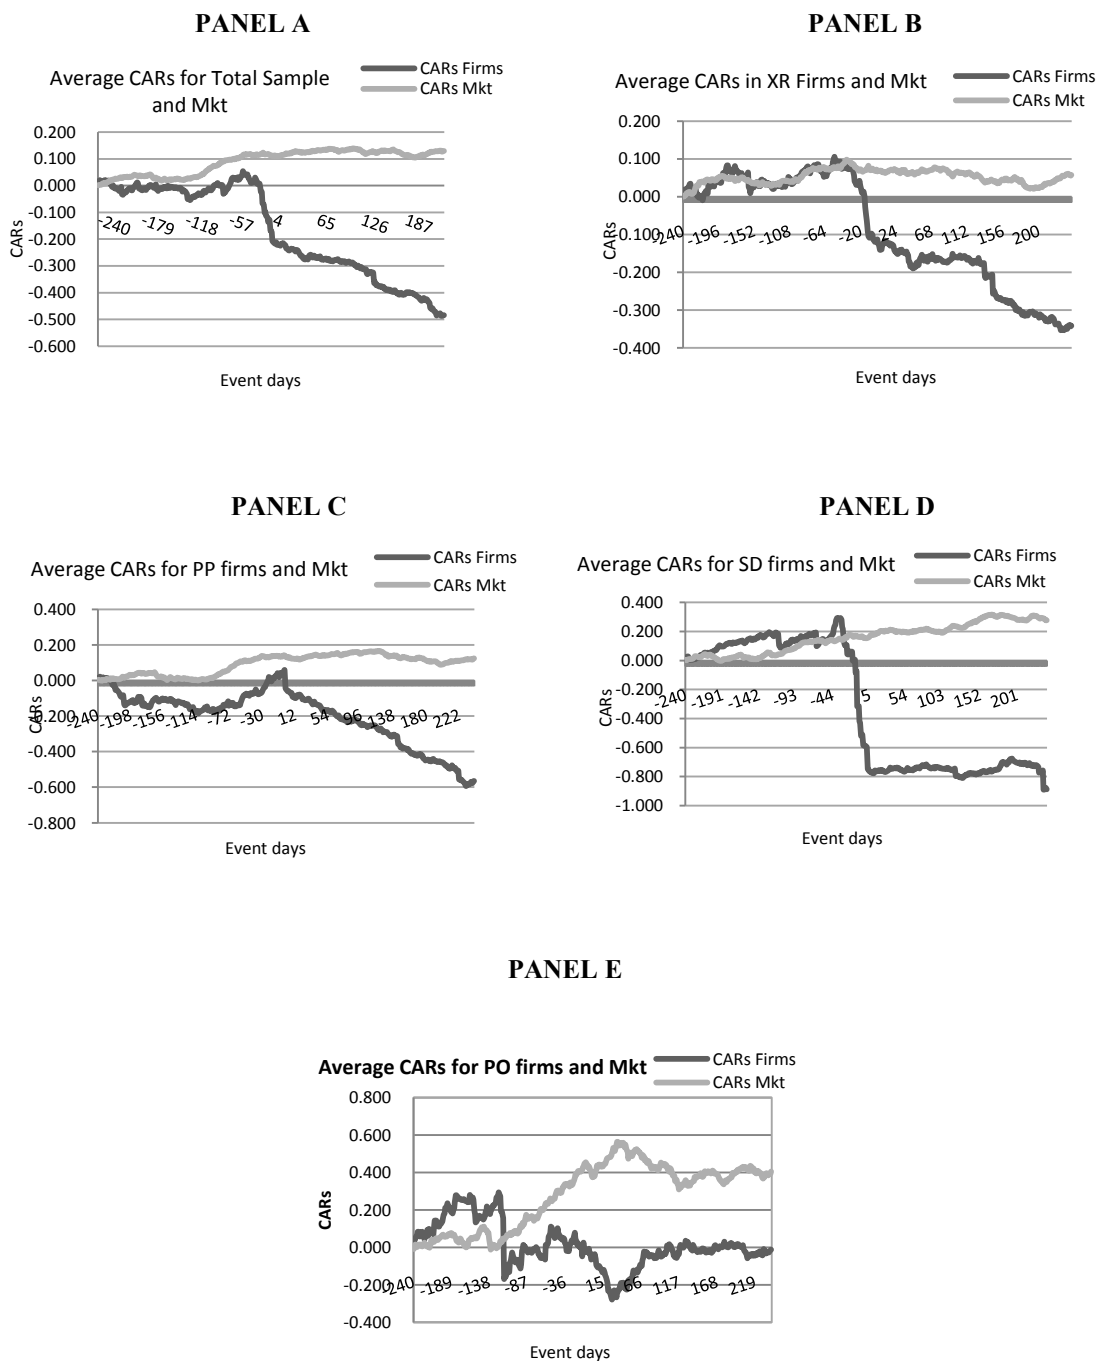 PANEL A
Average CARs for Total Sample
and Mkt
CARs Firms
CARs Mkt
0.200
0.100
0.000
-0.100
-0.200
-0.300
-0.400
-0.500
-0.600
CARs
-240 -179 -118 -57 4 65 126 187
Event days
PANEL B
Average CARs in XR Firms and Mkt
CARs Firms
CARs Mkt
0.200
0.100
0.000
-0.100
-0.200
-0.300
-0.400
CARs
-240 -196 -152 -108 -64 -20 24 68 112 156 200
Event days
PANEL C
Average CARs for PP firms and Mkt
CARs Firms
CARs Mkt
0.400
0.200
0.000
-0.200
-0.400
-0.600
-0.800
CARs
-240 -198 -156 -114 -72 -30 12 54 96 138 180 222
Event days
PANEL D
Average CARs for SD firms and Mkt
CARs Firms
CARs Mkt
0.400
0.200
0.000
-0.200
-0.400
-0.600
-0.800
-1.000
CARs
-240 -191 -142 -93 -44 5 54 103 152 201
Event days
PANEL E
Average CARs for PO firms and Mkt
CARs Firms
CARs Mkt
0.800
0.600
0.400
0.200
0.000
-0.200
-0.400
CARs
-240 -189 -138 -87 -36 15 66 117 168 219
Event days